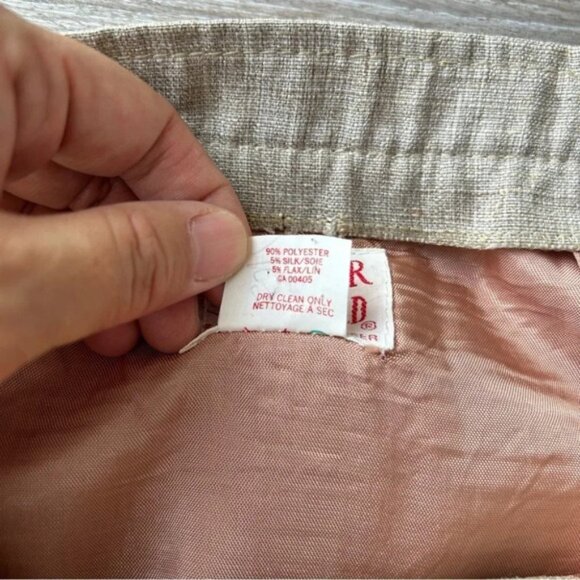 90% POLYESTER
5% SILK/SOIE
5% FLAX/LIN
CA 00405
DRY CLEAN ONLY
NETTOYAGE A SEC
R
D®